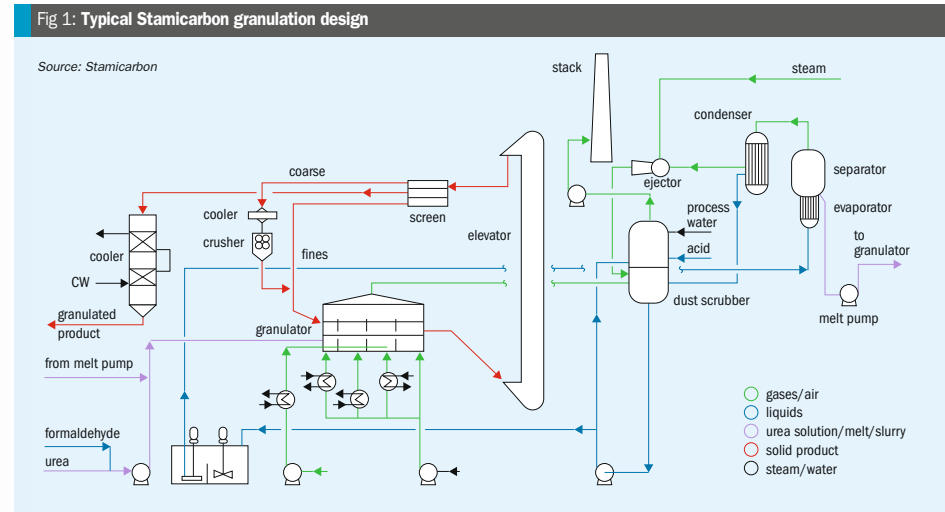 Fig 1: Typical Stamicarbon granulation design
Source: Stamicarbon
stack
steam
condenser
separator
ejector
evaporator
coarse
screen
cooler
crusher
elevator
process
water
acid
to
granulator
cooler
fines
CW
dust scrubber
melt pump
granulated
product
granulator
from melt pump
formaldehyde
urea
gases/air
liquids
urea solution/melt/slurry
solid product
steam/water